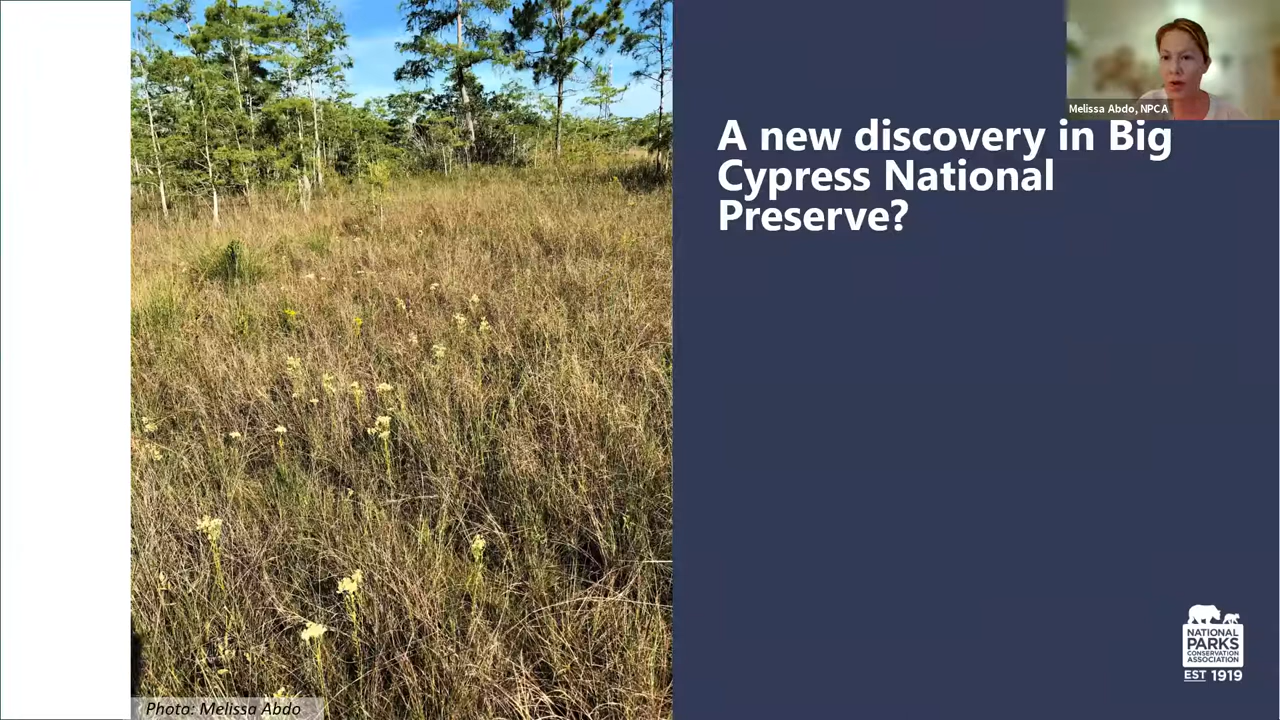 Melissa Abdo, NPCA
A new discovery in Big
Cypress National
Preserve?
NATIONAL
PARKS
CONSERVATION
ASSOCIATION
EST 1919
Photo: Melissa Abdo